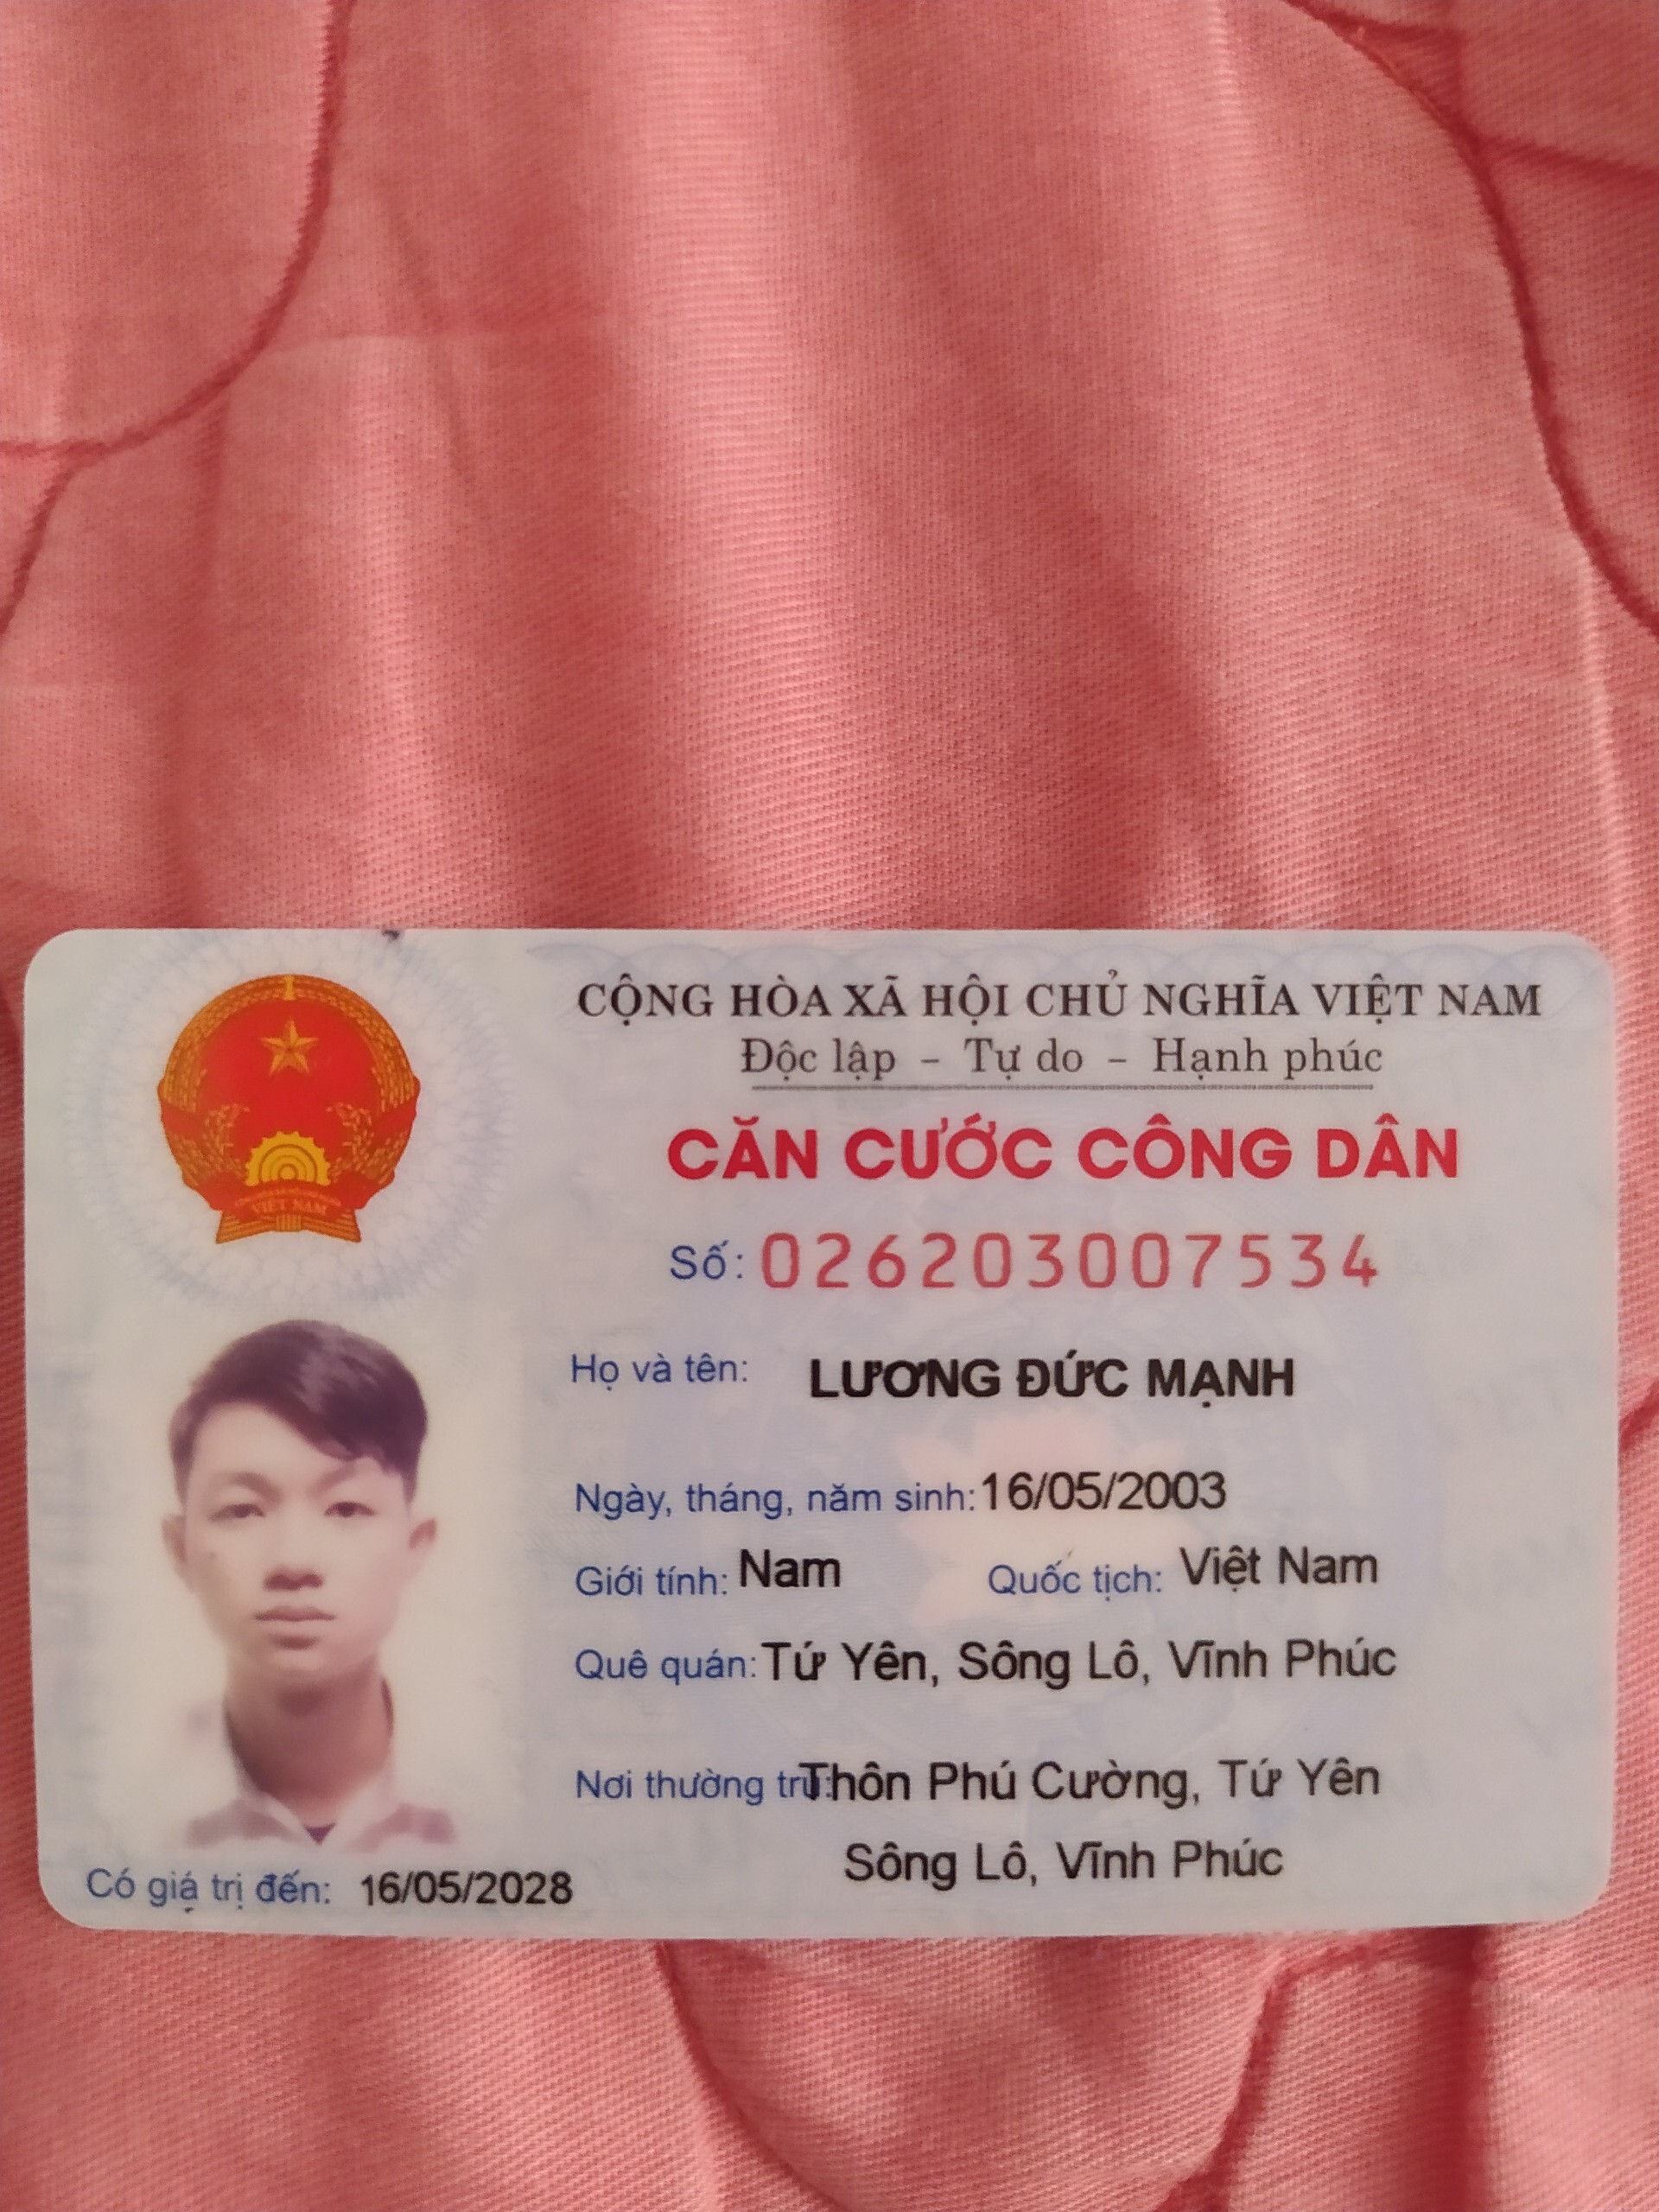 CỘNG HÒA XÃ HỘI CHỦ NGHĨA VIỆT NAM
Độc lập – Tự do – Hạnh phúc
CĂN CƯỚC CÔNG DÂN
Số: 026203007534
Họ và tên: LƯƠNG ĐỨC MẠNH
Ngày, tháng, năm sinh: 16/05/2003
Giới tính: Nam Quốc tịch: Việt Nam
Quê quán: Tứ Yên, Sông Lô, Vĩnh Phúc
Nơi thường trú: Thôn Phú Cường, Tứ Yên
Sông Lô, Vĩnh Phúc
Có giá trị đến: 16/05/2028
VIỆT NAM